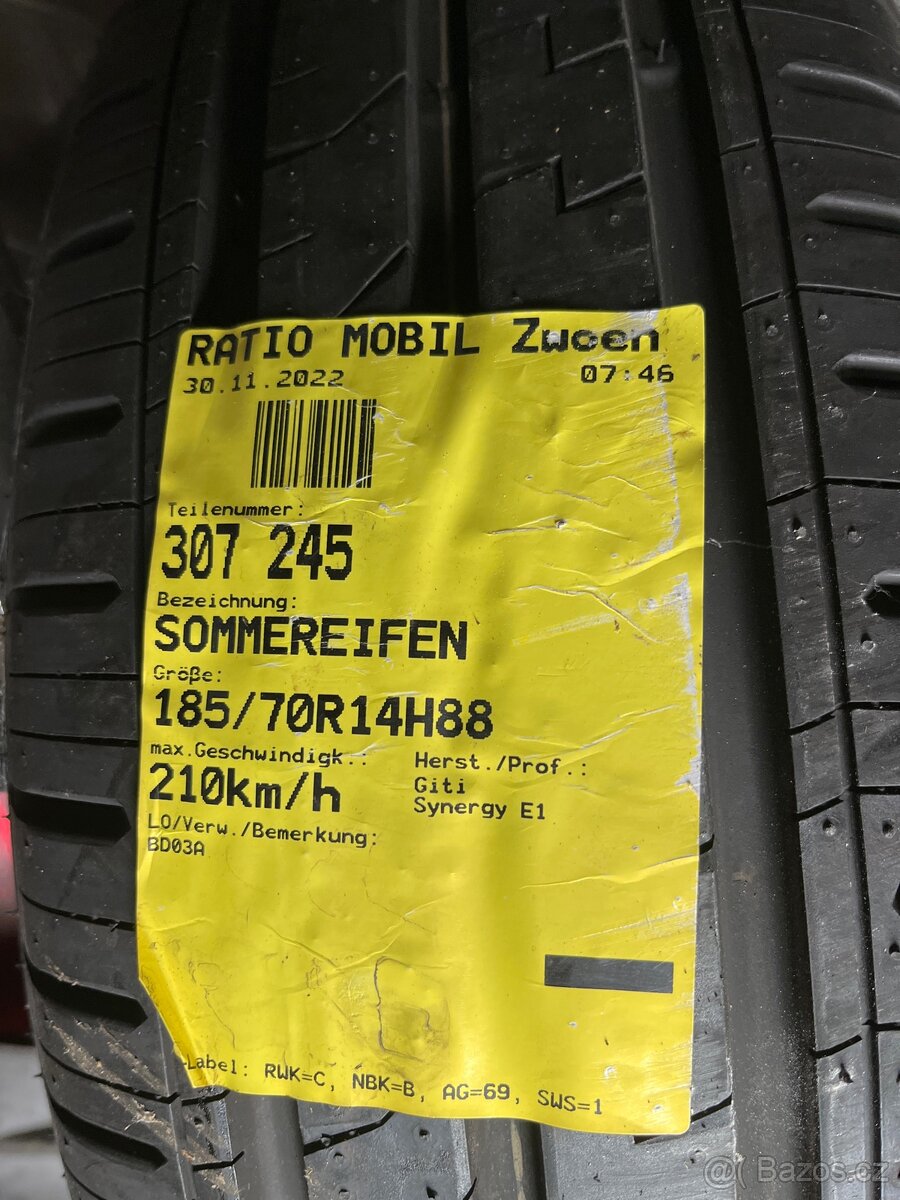 RATIO MOBIL Zwoen
30.11.2022 07:46
Teilenummer:
307 245
Bezeichnung:
SOMMEREIFEN
Größe:
185/70R14H88
max.Geschwindigk.: Herst./Prof.:
210km/h Giti
Synergy E1
LO/Verw./Bemerkung:
BD03A
-Label: RWK=C, NBK=B, AG=69, SWS=1
@ Bazos.cz